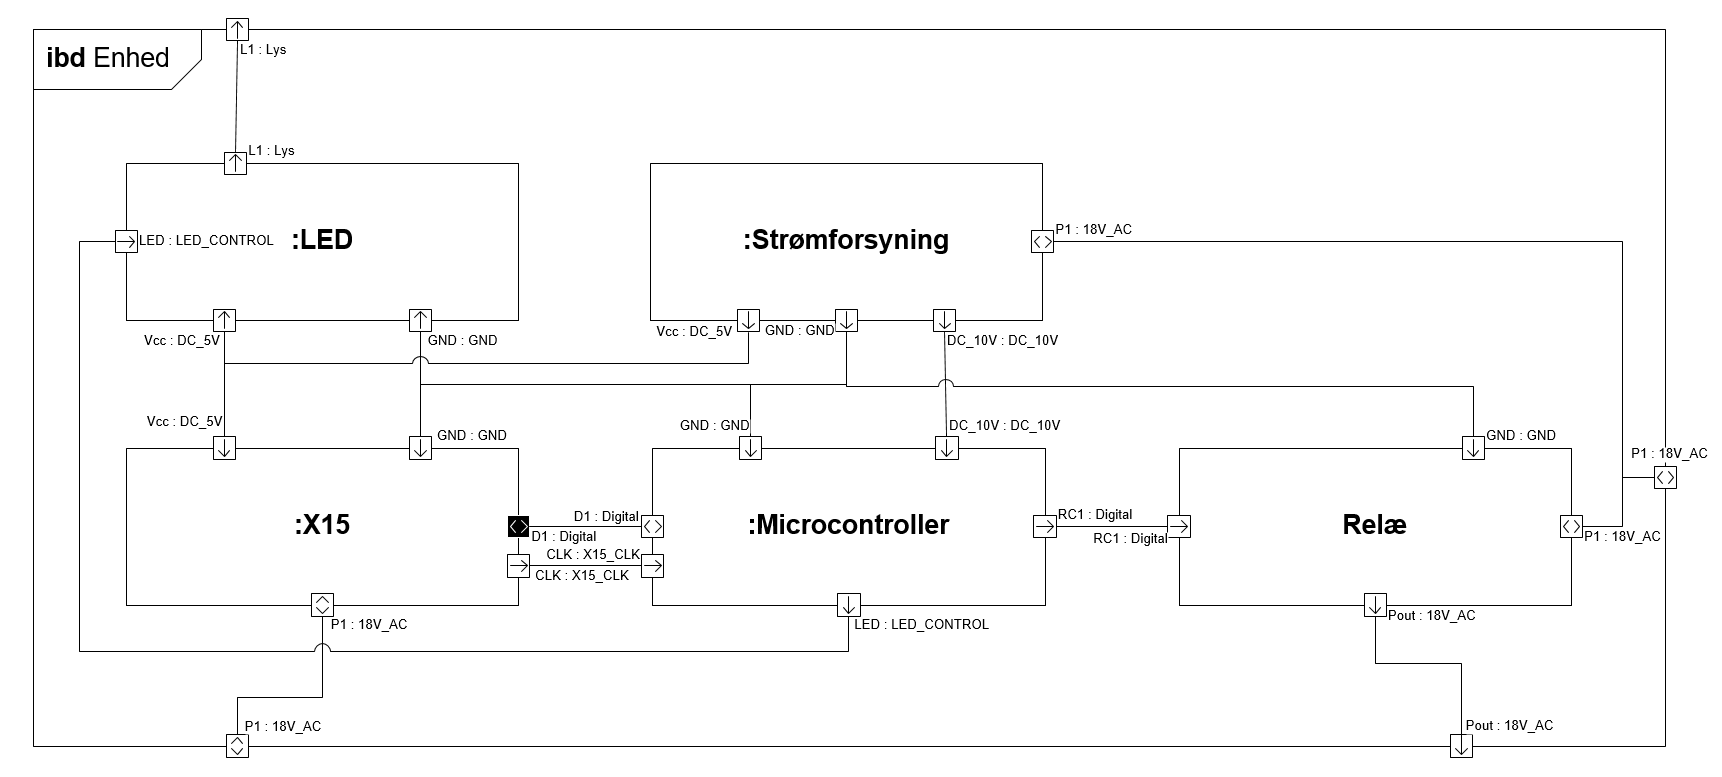 L1 : Lys
ibd Enhed
L1 : Lys
P1 : 18V_AC
LED : LED_CONTROL
:LED
:Strømforsyning
Vcc : DC_5V
GND : GND
Vcc : DC_5V
GND : GND
DC_10V : DC_10V
Vcc : DC_5V
GND : GND
GND : GND
DC_10V : DC_10V
GND : GND
P1 : 18V_AC
D1 : Digital
RC1 : Digital
:X15
:Microcontroller
Relæ
D1 : Digital
RC1 : Digital
P1 : 18V_AC
CLK : X15_CLK
CLK : X15_CLK
P1 : 18V_AC
LED : LED_CONTROL
Pout : 18V_AC
P1 : 18V_AC
Pout : 18V_AC